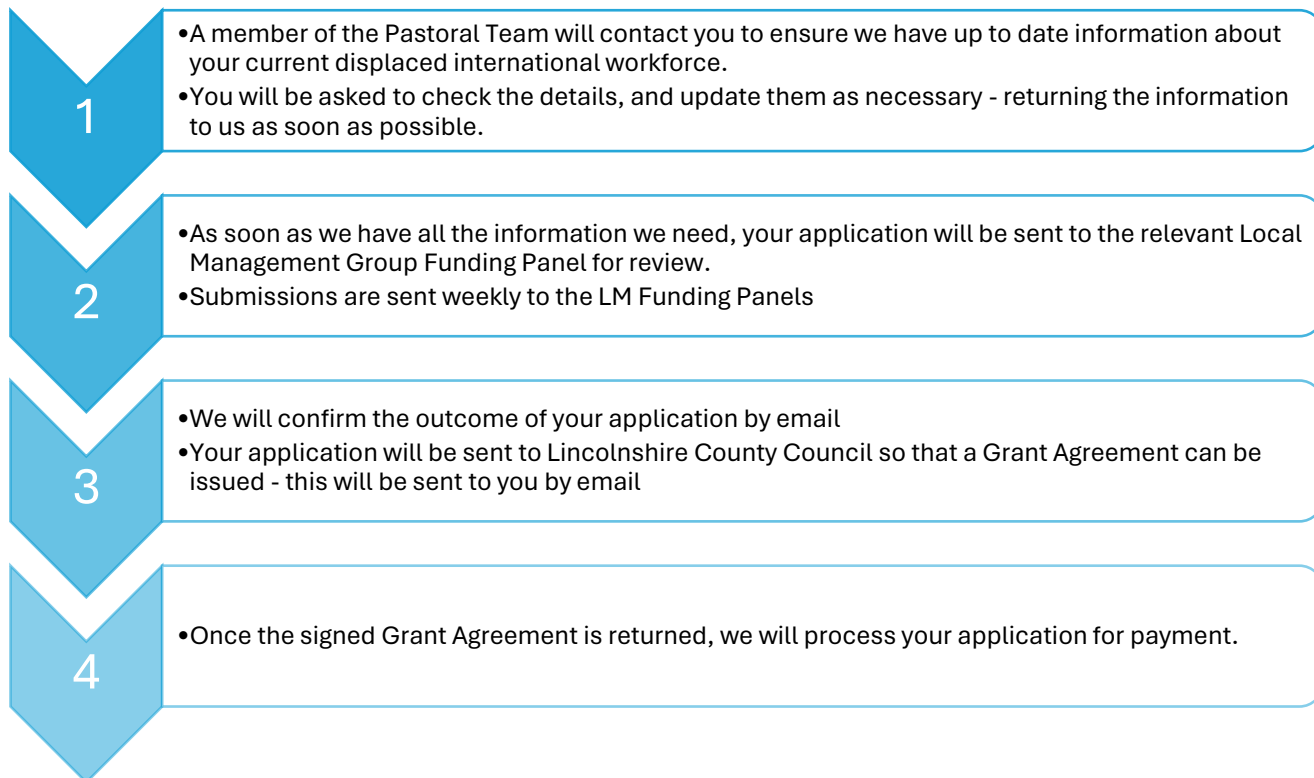 1
•A member of the Pastoral Team will contact you to ensure we have up to date information about
your current displaced international workforce.
•You will be asked to check the details, and update them as necessary - returning the information
to us as soon as possible.
2
•As soon as we have all the information we need, your application will be sent to the relevant Local
Management Group Funding Panel for review.
•Submissions are sent weekly to the LM Funding Panels
3
•We will confirm the outcome of your application by email
•Your application will be sent to Lincolnshire County Council so that a Grant Agreement can be
issued - this will be sent to you by email
4
•Once the signed Grant Agreement is returned, we will process your application for payment.